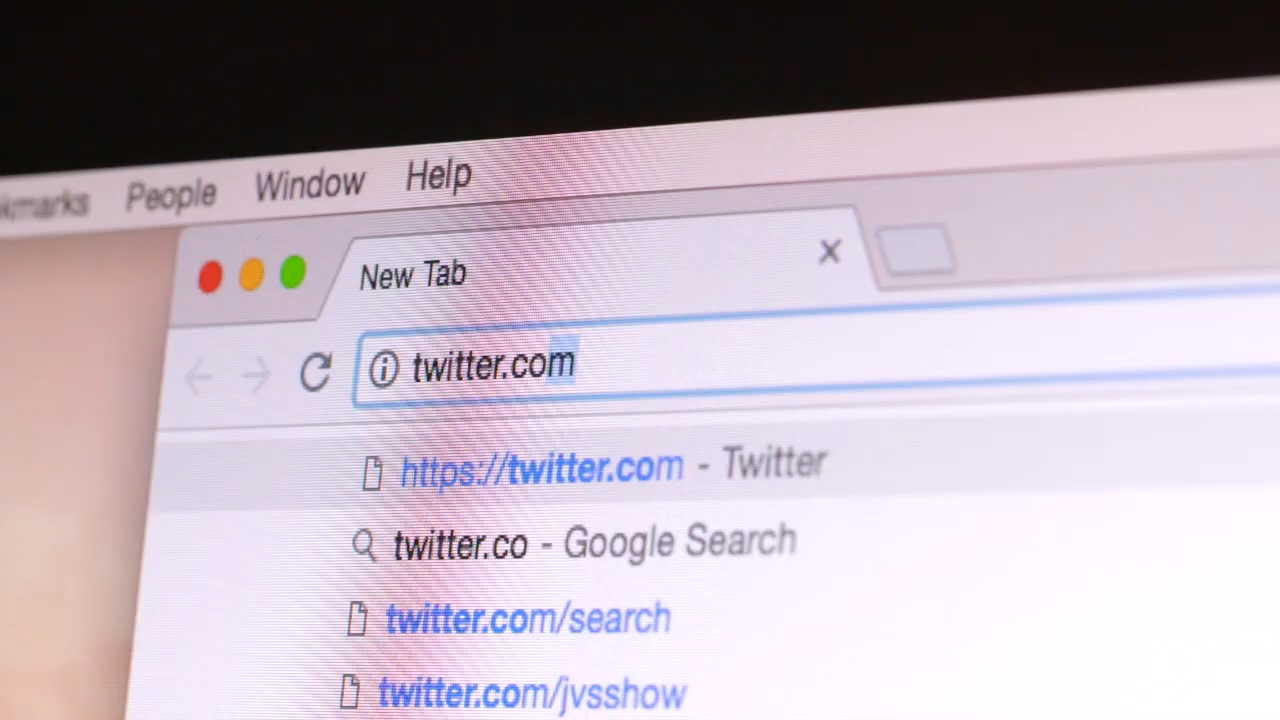 People Window Help
New Tab
twitter.com
https://twitter.com - Twitter
twitter.co - Google Search
twitter.com/search
twitter.com/jvsshow